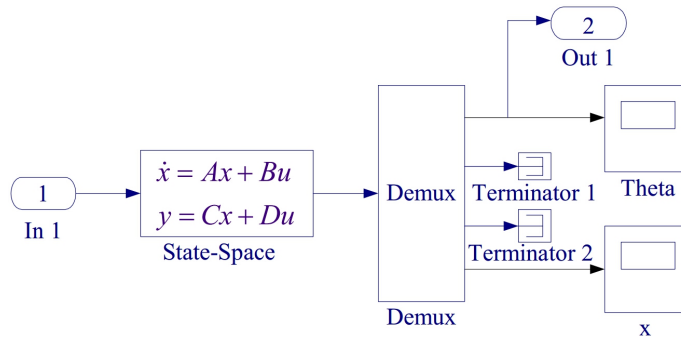 2
Out 1
Theta
1
In 1
ẋ = Ax + Bu
y = Cx + Du
State-Space
Demux
Demux
Terminator 1
Terminator 2
x